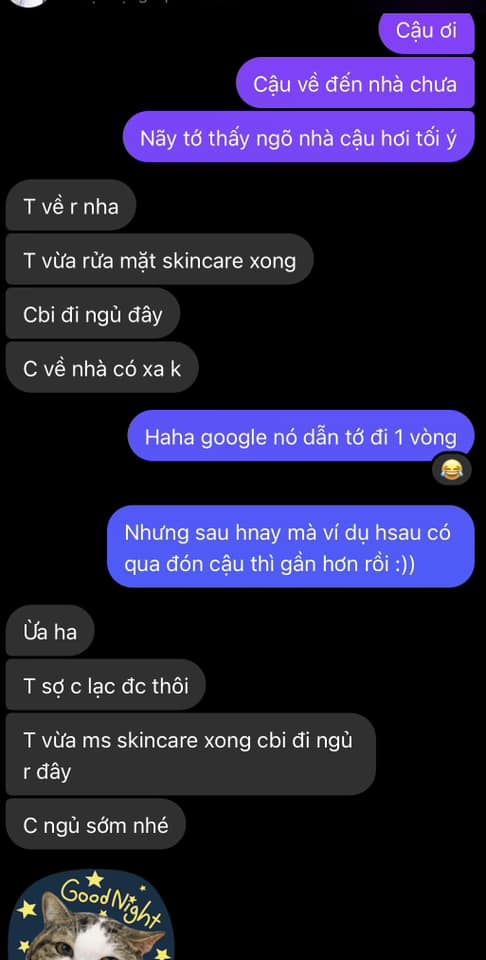 Cậu ơi
Cậu về đến nhà chưa
Nãy tớ thấy ngõ nhà cậu hơi tối ý
T về r nha
T vừa rửa mặt skincare xong
Cbi đi ngủ đây
C về nhà có xa k
Haha google nó dẫn tớ đi 1 vòng
Nhưng sau hnay mà ví dụ hsau có
qua đón cậu thì gần hơn rồi :))
Ừa ha
T sợ c lạc đc thôi
T vừa ms skincare xong cbi đi ngủ
r đây
C ngủ sớm nhé
Good Night